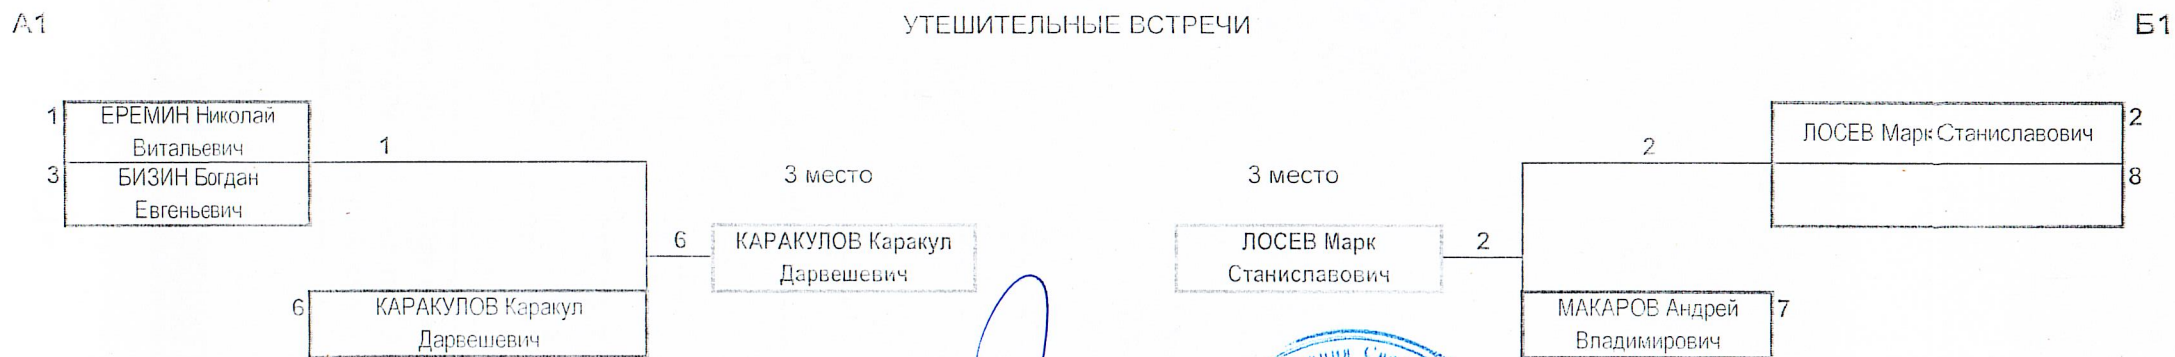 А1
УТЕШИТЕЛЬНЫЕ ВСТРЕЧИ
Б1
1
ЕРЕМИН Николай
Витальевич
3
БИЗИН Богдан
Евгеньевич
1
3 место
6
КАРАКУЛОВ Каракул
Дарвешевич
6
КАРАКУЛОВ Каракул
Дарвешевич
3 место
ЛОСЕВ Марк
Станиславович
2
2
ЛОСЕВ Марк Станиславович
2
8
МАКАРОВ Андрей
Владимирович
7